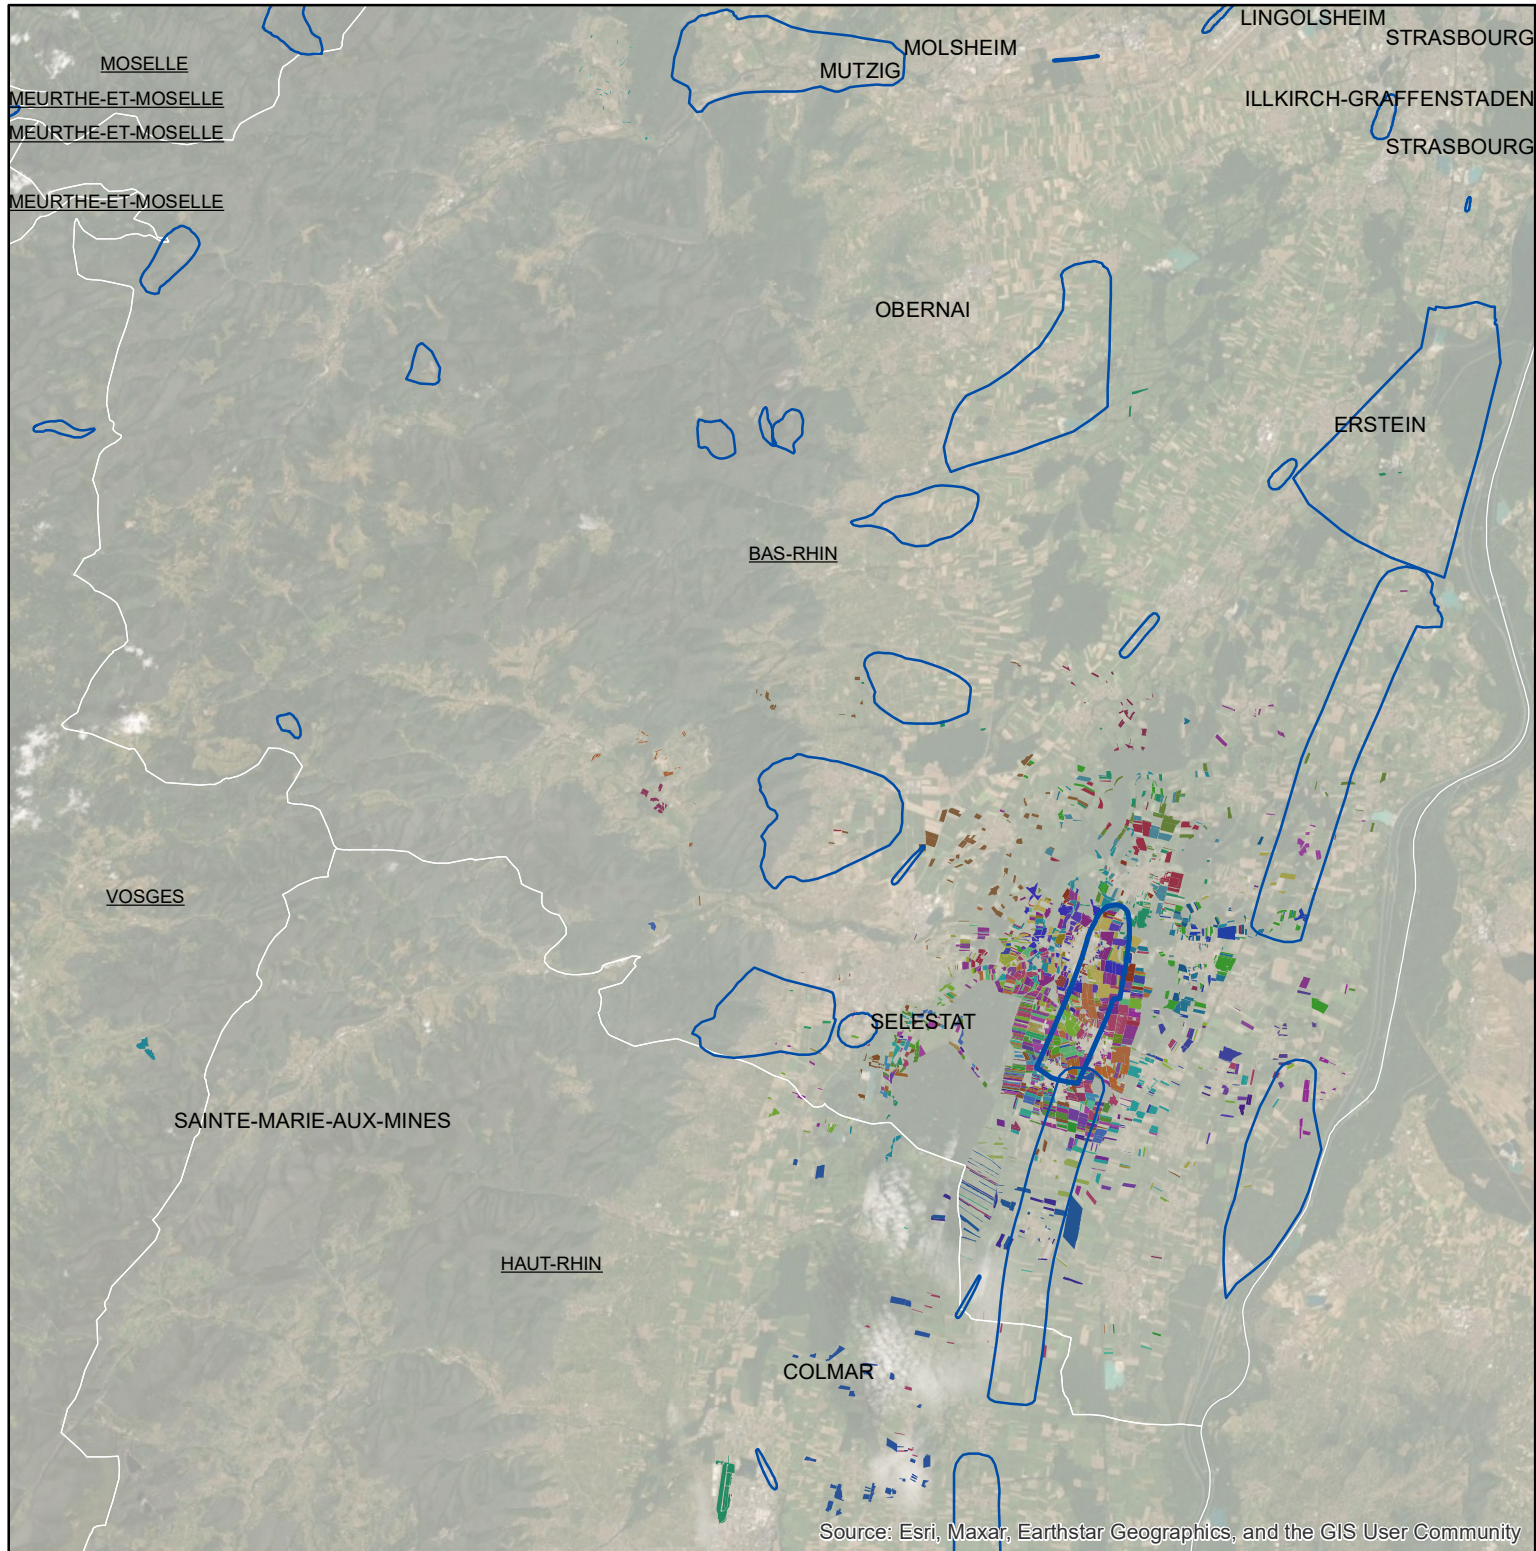 LINGOLSHEIM
STRASBOURG
MOLSHEIM
MOSELLE
MUTZIG
MEURTHE-ET-MOSELLE
ILLKIRCH-GRAFFENSTADEN
MEURTHE-ET-MOSELLE
STRASBOURG
MEURTHE-ET-MOSELLE
OBERNAI
ERSTEIN
BAS-RHIN
VOSGES
SELESTAT
SAINTE-MARIE-AUX-MINES
HAUT-RHIN
COLMAR
Source: Esri, Maxar, Earthstar Geographics, and the GIS User Community